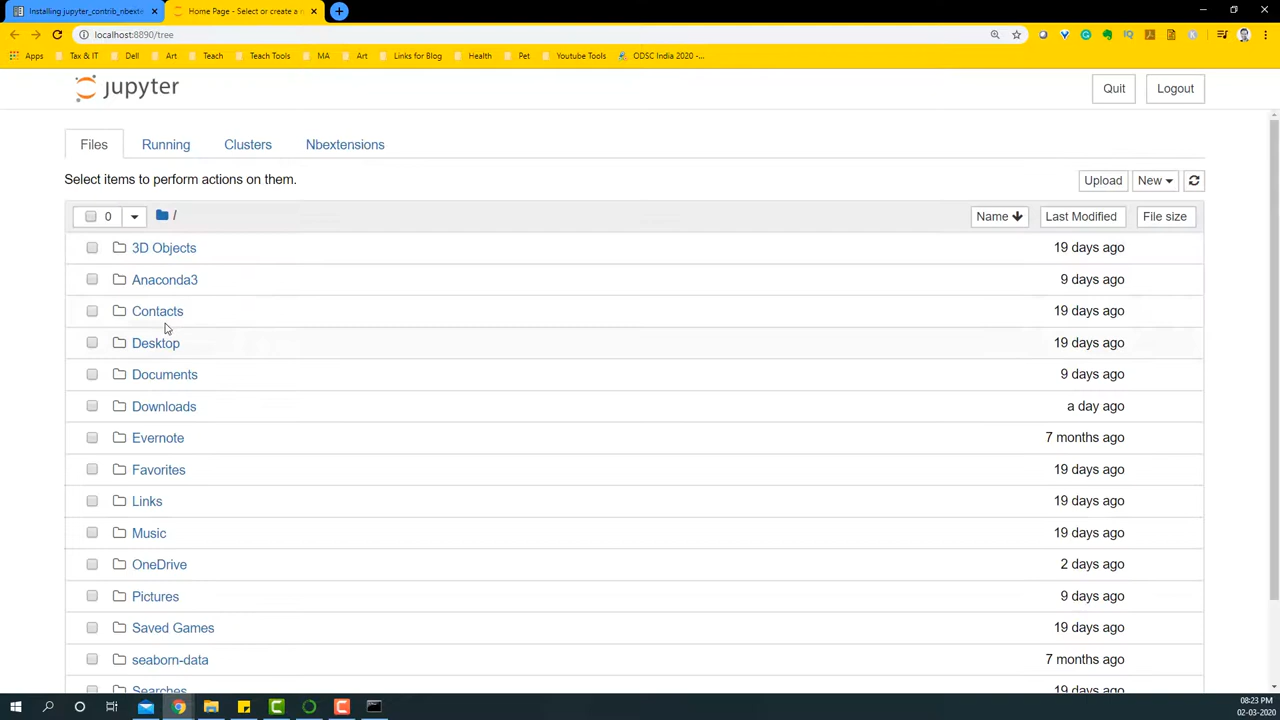 Installing jupyter_contrib_nbexte
Home Page - Select or create a n
localhost:8890/tree
Apps
Tax & IT
Dell
Art
Teach
Teach Tools
MA
Art
Links for Blog
Health
Pet
Youtube Tools
ODSC India 2020 -...
jupyter
Quit
Logout
Files
Running
Clusters
Nbextensions
Select items to perform actions on them.
Upload
New
0
/
Name
Last Modified
File size
3D Objects 19 days ago
Anaconda3 9 days ago
Contacts 19 days ago
Desktop 19 days ago
Documents 9 days ago
Downloads a day ago
Evernote 7 months ago
Favorites 19 days ago
Links 19 days ago
Music 19 days ago
OneDrive 2 days ago
Pictures 9 days ago
Saved Games 19 days ago
seaborn-data 7 months ago
Searches
08:23 PM
02-03-2020